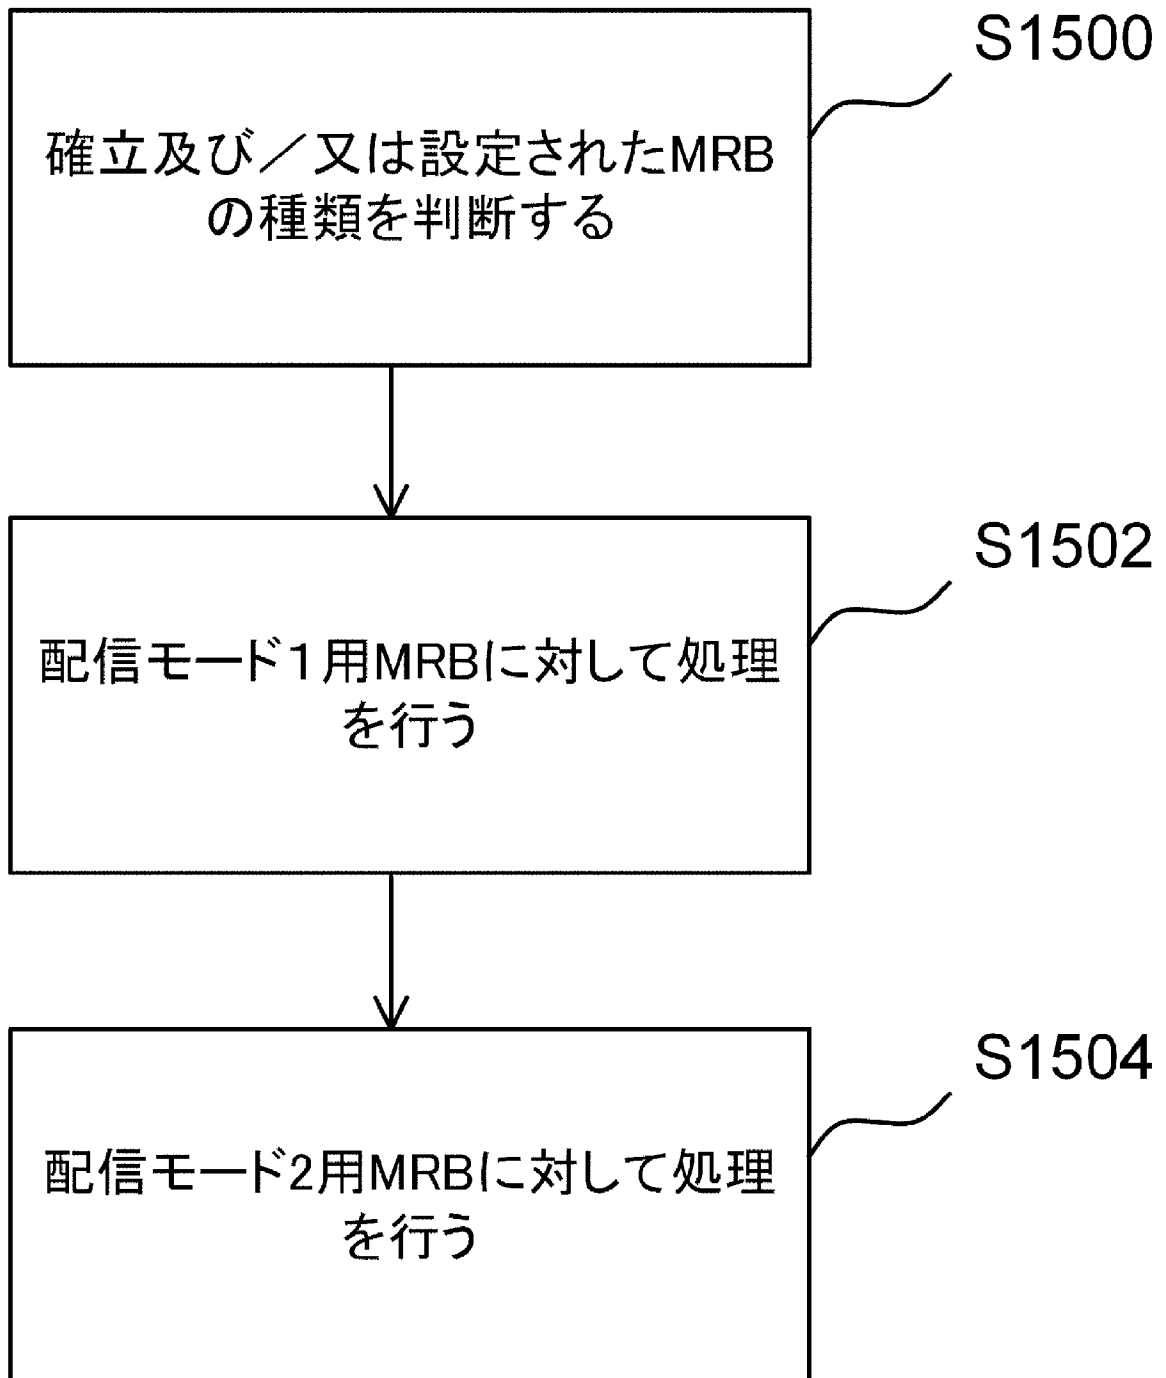 S1500
確立及び／又は設定されたMRB
の種類を判断する
S1502
配信モード１用MRBに対して処理
を行う
S1504
配信モード2用MRBに対して処理
を行う